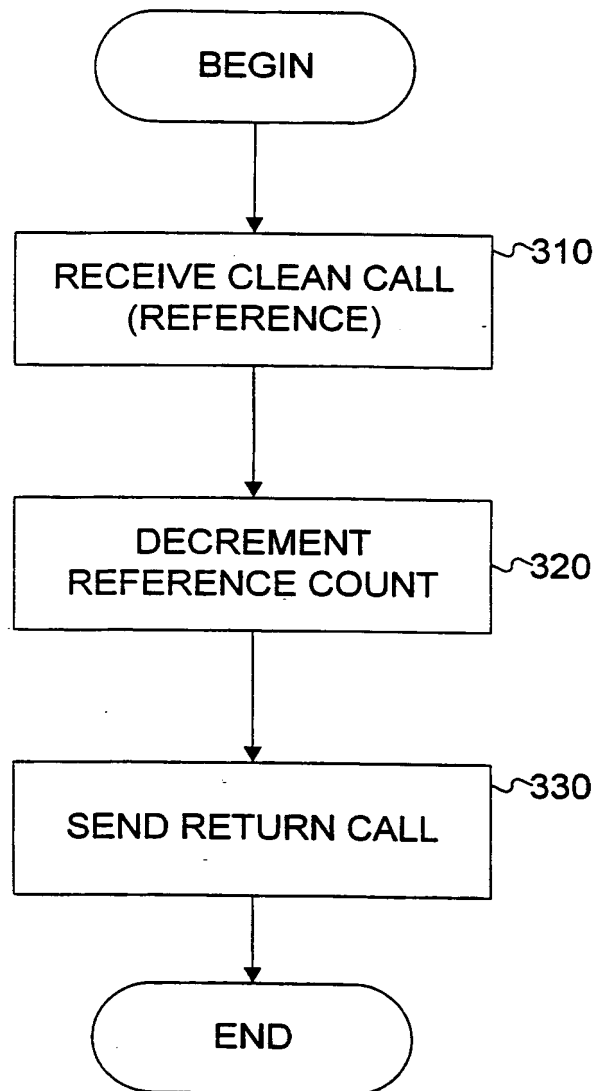 BEGIN
RECEIVE CLEAN CALL
(REFERENCE)
310
DECREMENT
REFERENCE COUNT
320
SEND RETURN CALL
330
END